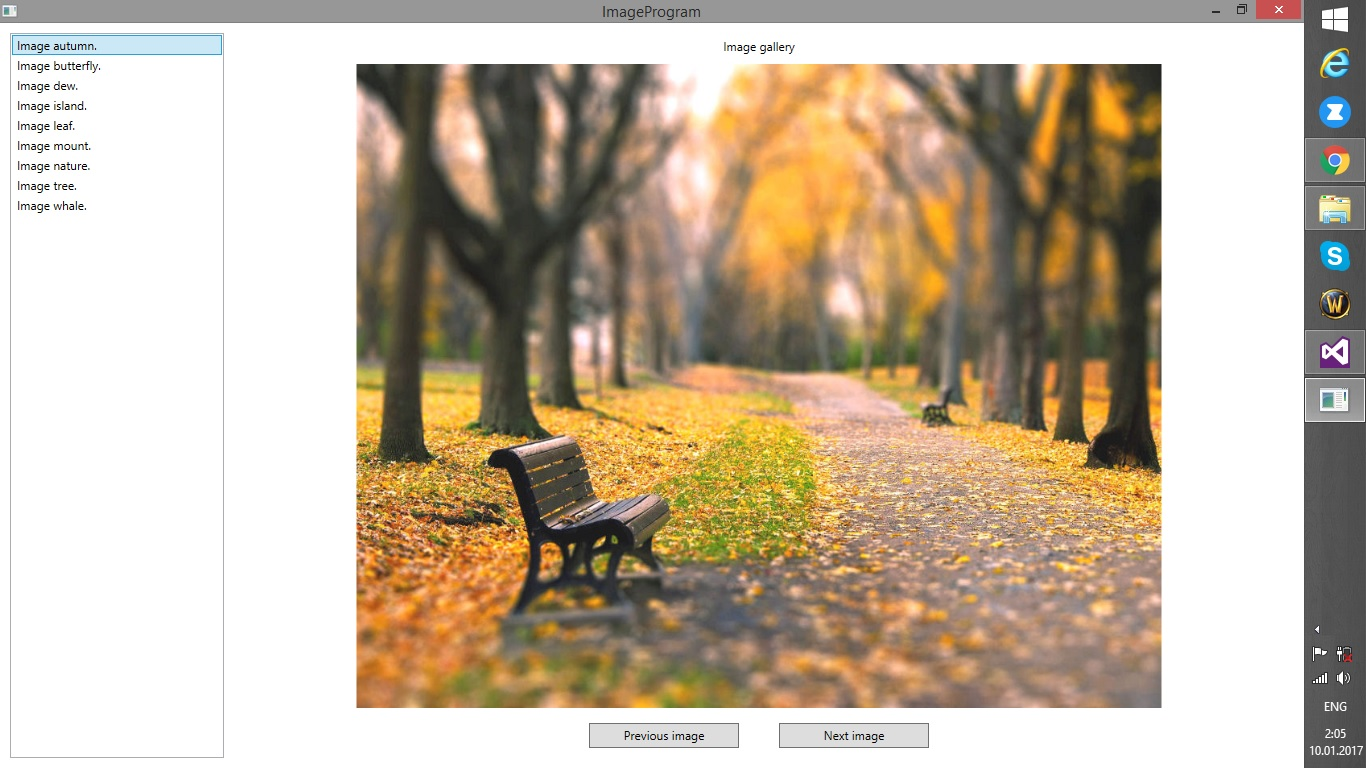 ImageProgram
Image autumn.
Image butterfly.
Image dew.
Image island.
Image leaf.
Image mount.
Image nature.
Image tree.
Image whale.
Image gallery
Previous image
Next image
ENG
2:05
10.01.2017